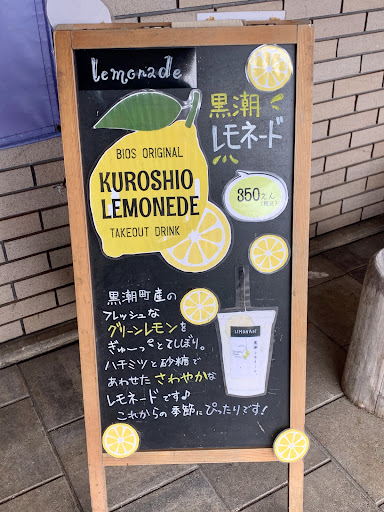 Lemonade
黒潮
レモネード
BIOS ORIGINAL
KUROSHIO
LEMONEDE
TAKEOUT DRINK
350えん
黒潮町産の
フレッシュな
グリーンレモンを
ぎゅーっと手しぼり。
ハチミツと砂糖で
あわせた さわやかな
レモネードです♪
これからの季節にぴったりです!